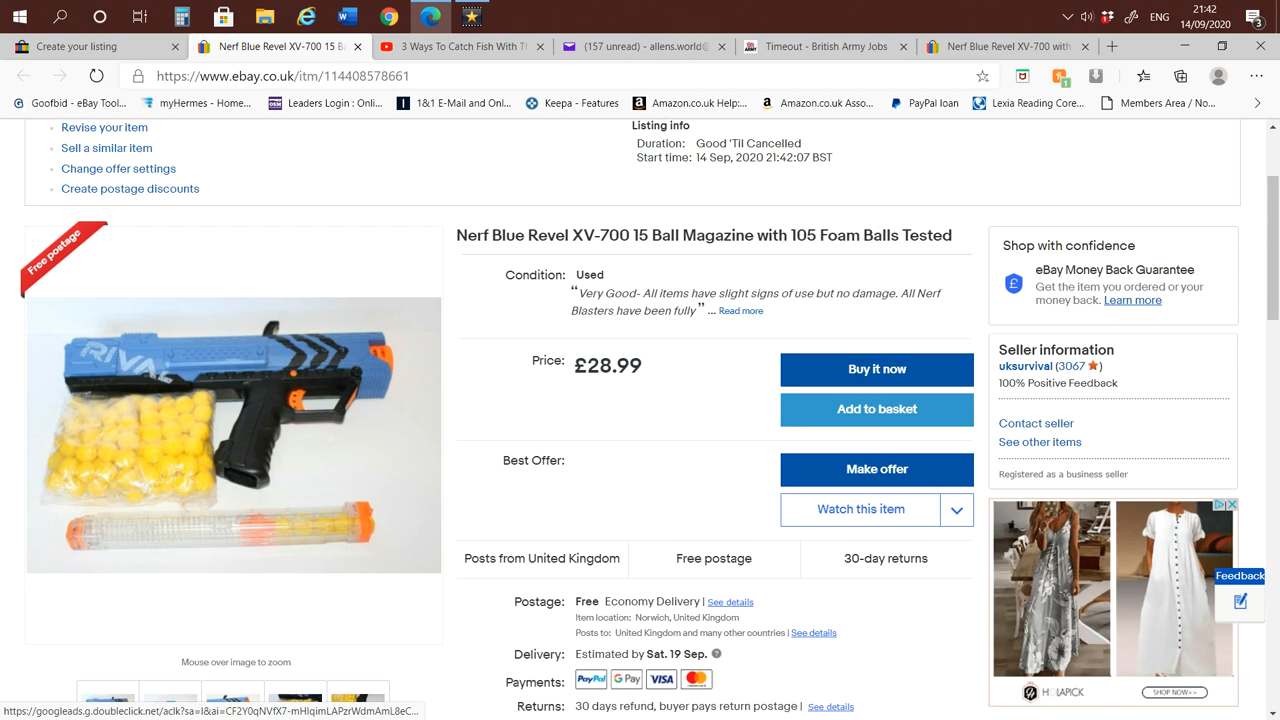 21:42
ENG
14/09/2020
3
Create your listing
Nerf Blue Revel XV-700 15 B
3 Ways To Catch Fish With T
(157 unread) - allens.world@
Timeout - British Army Jobs
Nerf Blue Revel XV-700 with
https://www.ebay.co.uk/itm/114408578661
1
Goofbid - eBay Tool...
myHermes - Home...
Leaders Login : Onli...
1&1 E-Mail and Onl...
Keepa - Features
Amazon.co.uk Help:...
Amazon.co.uk Asso...
PayPal loan
Lexia Reading Core...
Members Area / No...
Revise your item
Sell a similar item
Change offer settings
Create postage discounts
Listing info
Duration: Good 'Til Cancelled
Start time: 14 Sep, 2020 21:42:07 BST
Free postage
RIVAL
Mouse over image to zoom
Nerf Blue Revel XV-700 15 Ball Magazine with 105 Foam Balls Tested
Condition: Used
“Very Good- All items have slight signs of use but no damage. All Nerf
Blasters have been fully” ... Read more
Price: £28.99
Buy it now
Add to basket
Best Offer:
Make offer
Watch this item
Posts from United Kingdom
Free postage
30-day returns
Postage: Free Economy Delivery | See details
Item location: Norwich, United Kingdom
Posts to: United Kingdom and many other countries | See details
Delivery: Estimated by Sat. 19 Sep.
Payments: PayPal G Pay VISA
Returns: 30 days refund, buyer pays return postage | See details
Shop with confidence
eBay Money Back Guarantee
Get the item you ordered or your
money back. Learn more
Seller information
uksurvival (3067)
100% Positive Feedback
Contact seller
See other items
Registered as a business seller
HOLAPICK
SHOP NOW>>
Feedback